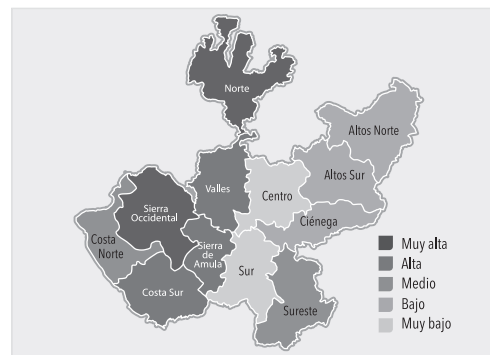 Norte
Altos Norte
Altos Sur
Valles
Centro
Sierra
Occidental
Ciénega
Costa
Norte
Sierra
de
Amula
Sur
Costa Sur
Sureste
Muy alta
Alta
Medio
Bajo
Muy bajo